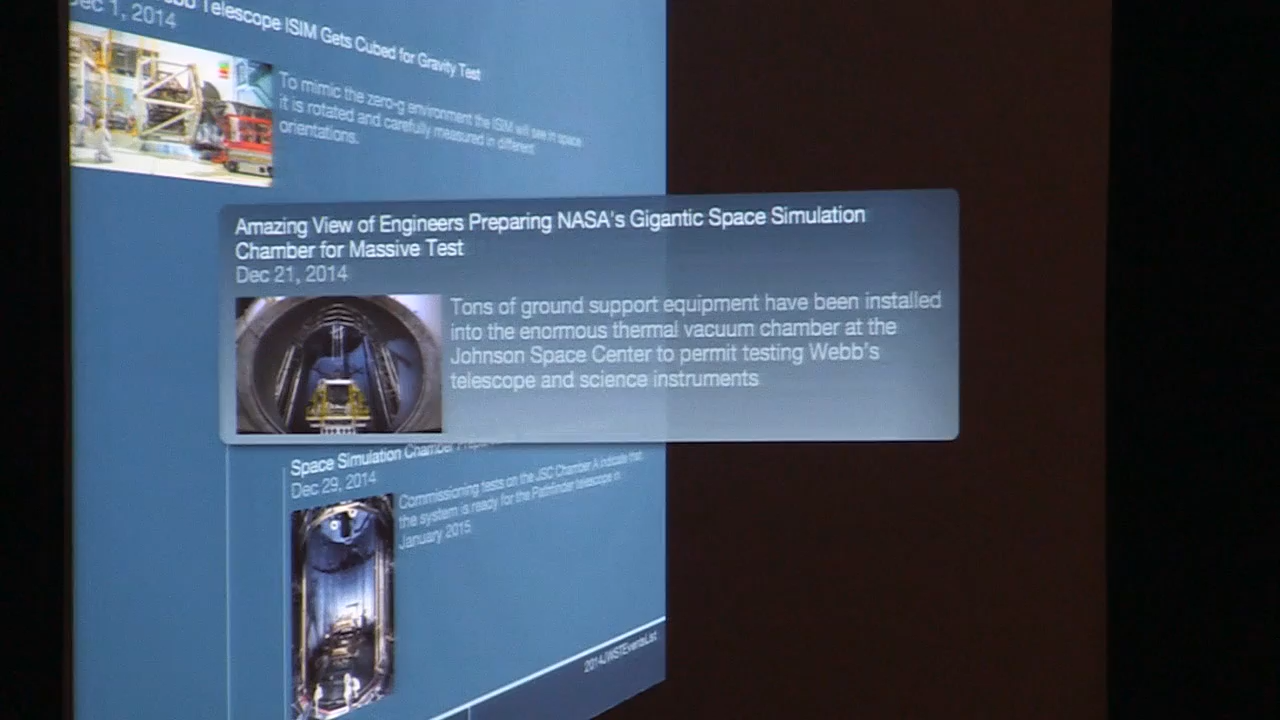 Telescope ISIM Gets Cubed for Gravity Test
Dec 1, 2014
To mimic the zero-g environment the ISIM will see in space
it is rotated and carefully measured in different
orientations.
Amazing View of Engineers Preparing NASA's Gigantic Space Simulation
Chamber for Massive Test
Dec 21, 2014
Tons of ground support equipment have been installed
into the enormous thermal vacuum chamber at the
Johnson Space Center to permit testing Webb's
telescope and science instruments
Space Simulation Chamber
Dec 29, 2014
Commissioning tests on the JSC Chamber A indicate that
the system is ready for the Pathfinder telescope in
January 2015
2014JWSTEventsList